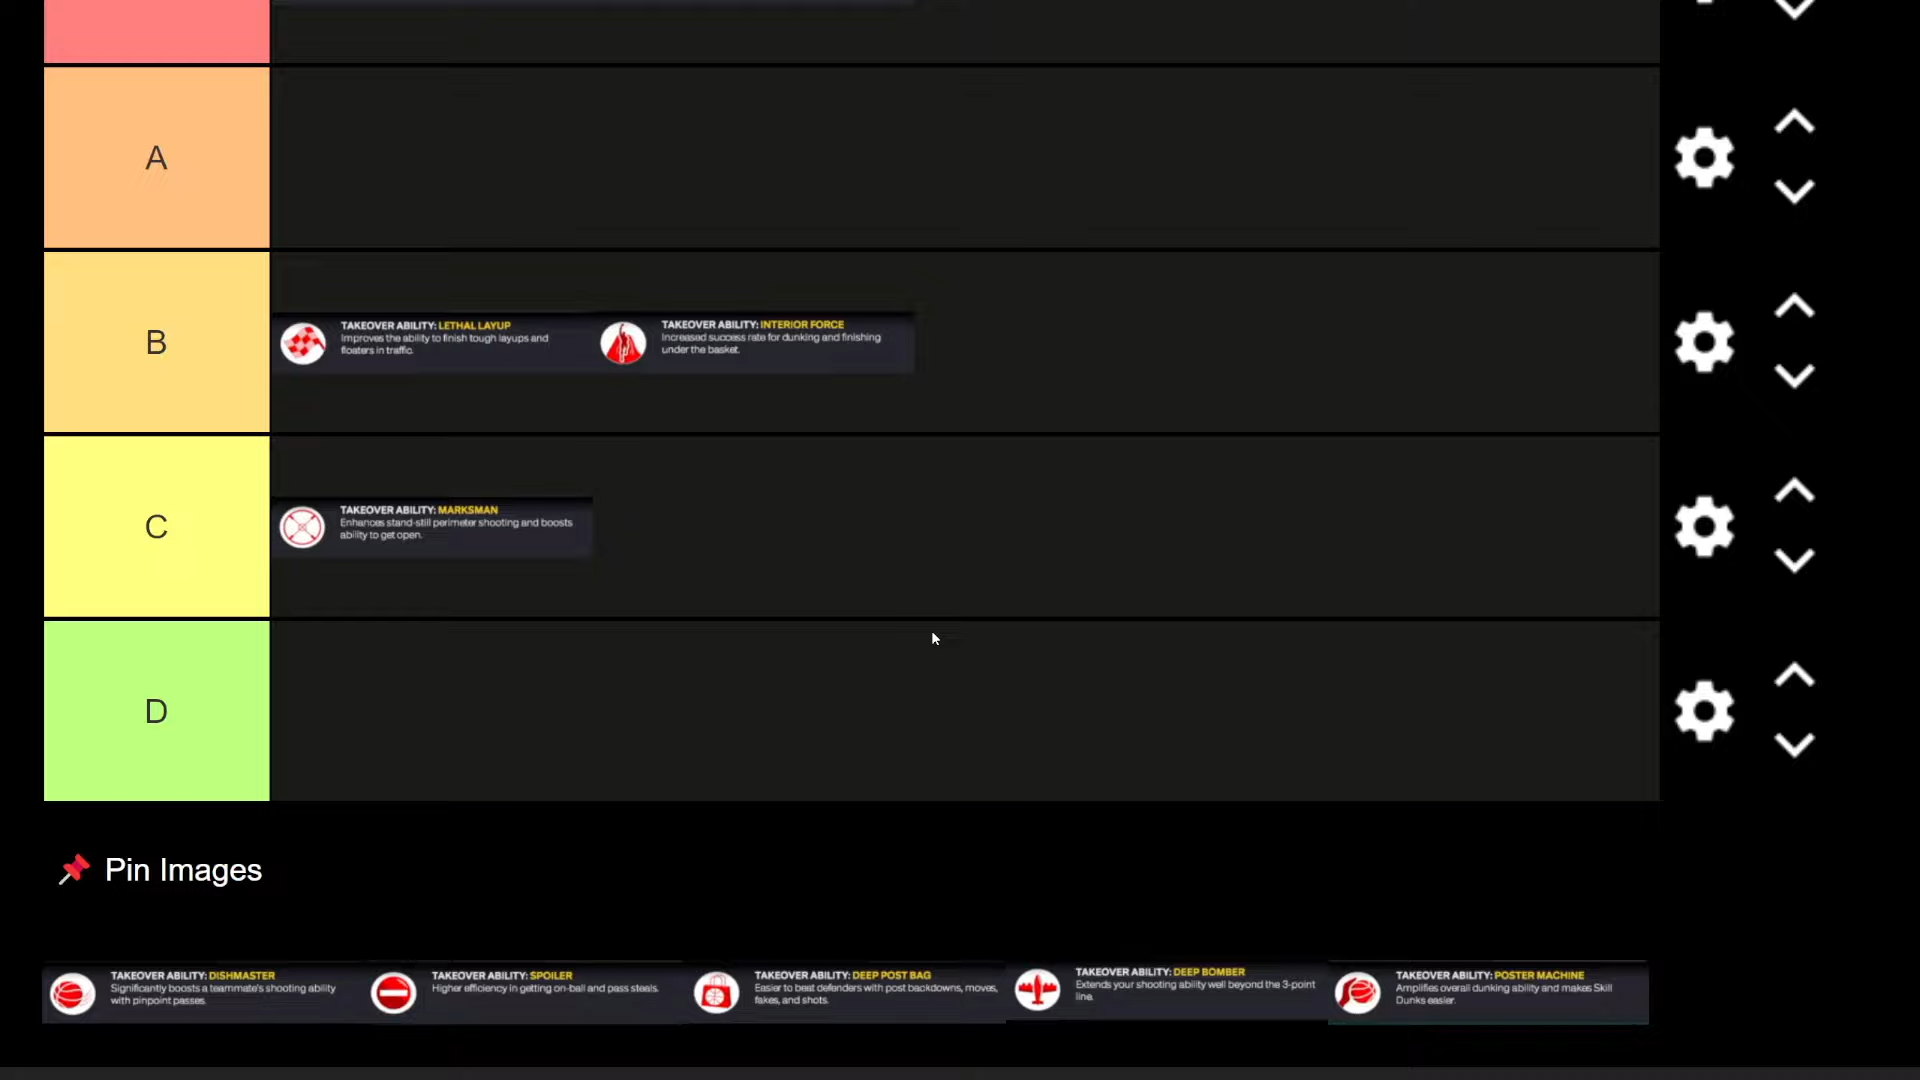 A
B
TAKEOVER ABILITY: LETHAL LAYUP
Improves the ability to finish tough layups and
floaters in traffic.
TAKEOVER ABILITY: INTERIOR FORCE
Increased success rate for dunking and finishing
under the basket.
C
TAKEOVER ABILITY: MARKSMAN
Enhances stand-still perimeter shooting and boosts
ability to get open.
D
📌 Pin Images
TAKEOVER ABILITY: DISHMASTER
Significantly boosts a teammate's shooting ability
with pinpoint passes.
TAKEOVER ABILITY: SPOILER
Higher efficiency in getting on-ball and pass steals.
TAKEOVER ABILITY: DEEP POST BAG
Easier to beat defenders with post backdowns, moves,
fakes, and shots.
TAKEOVER ABILITY: DEEP BOMBER
Extends your shooting ability well beyond the 3-point
line.
TAKEOVER ABILITY: POSTER MACHINE
Amplifies overall dunking ability and makes Skill
Dunks easier.